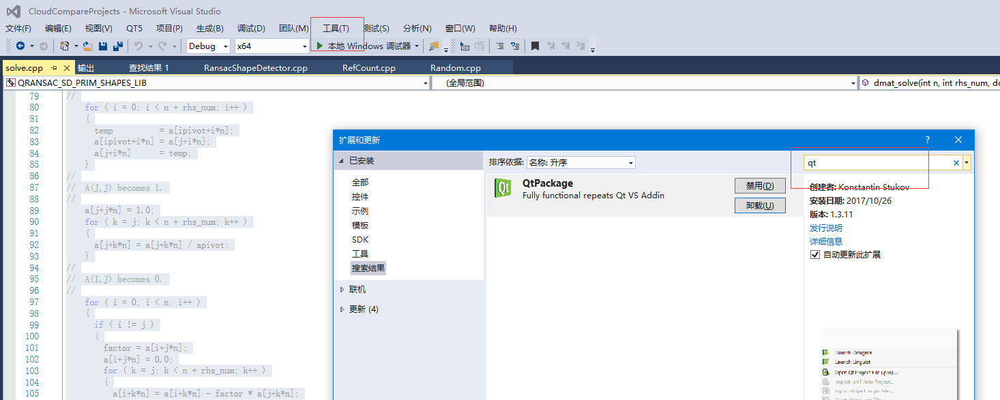 CloudCompareProjects - Microsoft Visual Studio
文件(F) 编辑(E) 视图(V) QT5 项目(P) 生成(B) 调试(D) 团队(M) 工具(T) 测试(S) 分析(N) 窗口(W) 帮助(H)
Debug x64 本地 Windows 调试器
solve.cpp 输出 查找结果 1 RansacShapeDetector.cpp RefCount.cpp Random.cpp
QRANSAC_SD_PRIM_SHAPES_LIB (全局范围) dmat_solve(int n, int rhs_num, do
79 //
80 for ( i = 0; i < n + rhs_num; i++ )
81 {
82 temp = a[ipivot+i*n];
83 a[ipivot+i*n] = a[j+i*n];
84 a[j+i*n] = temp;
85 }
86 //
87 // A(J,J) becomes 1.
88 //
89 a[j+j*n] = 1.0;
90 for ( k = j; k < n + rhs_num; k++ )
91 {
92 a[j+k*n] = a[j+k*n] / apivot;
93 }
94 //
95 // A(I,J) becomes 0.
96 //
97 for ( i = 0; i < n; i++ )
98 {
99 if ( i != j )
100 {
101 factor = a[i+j*n];
102 a[i+j*n] = 0.0;
103 for ( k = j; k < n + rhs_num; k++ )
104 {
105 a[i+k*n] = a[i+k*n] - factor * a[j+k*n];
扩展和更新 ?
已安装
全部
控件
示例
模板
SDK
工具
搜索结果
联机
更新 (4)
排序依据: 名称: 升序
QtPackage
Fully functional repeats Qt VS Addin
禁用(D)
卸载(U)
qt
创建者: Konstantin Stukov
安装日期: 2017/10/26
版本: 1.3.11
发行说明
详细信息
自动更新此扩展
Launch Designer
Launch Linguist
Open Qt Project File (.pro)...
Import .pri File to Project...
Export Project to .pri File...